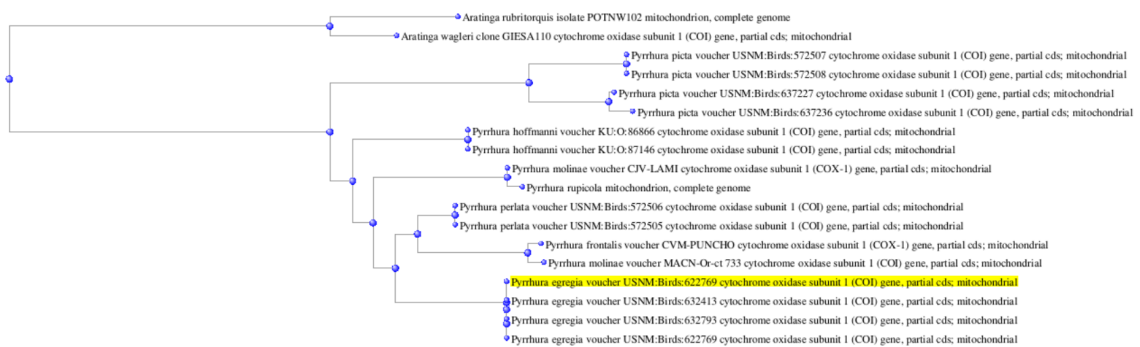 Aratinga rubritorquis isolate POTNW102 mitochondrion, complete genome
Aratinga wagleri clone GIESA110 cytochrome oxidase subunit 1 (COI) gene, partial cds; mitochondrial
Pyrrhura picta voucher USNM:Birds:572507 cytochrome oxidase subunit 1 (COI) gene, partial cds; mitochondrial
Pyrrhura picta voucher USNM:Birds:572508 cytochrome oxidase subunit 1 (COI) gene, partial cds; mitochondrial
Pyrrhura picta voucher USNM:Birds:637227 cytochrome oxidase subunit 1 (COI) gene, partial cds; mitochondrial
Pyrrhura picta voucher USNM:Birds:637236 cytochrome oxidase subunit 1 (COI) gene, partial cds; mitochondrial
Pyrrhura hoffmanni voucher KU:O:86866 cytochrome oxidase subunit 1 (COI) gene, partial cds; mitochondrial
Pyrrhura hoffmanni voucher KU:O:87146 cytochrome oxidase subunit 1 (COI) gene, partial cds; mitochondrial
Pyrrhura molinae voucher CJV-LAMI cytochrome oxidase subunit 1 (COX-1) gene, partial cds; mitochondrial
Pyrrhura rupicola mitochondrion, complete genome
Pyrrhura perlata voucher USNM:Birds:572506 cytochrome oxidase subunit 1 (COI) gene, partial cds; mitochondrial
Pyrrhura perlata voucher USNM:Birds:572505 cytochrome oxidase subunit 1 (COI) gene, partial cds; mitochondrial
Pyrrhura frontalis voucher CVM-PUNCHO cytochrome oxidase subunit 1 (COX-1) gene, partial cds; mitochondrial
Pyrrhura molinae voucher MACN-Or-ct 733 cytochrome oxidase subunit 1 (COI) gene, partial cds; mitochondrial
Pyrrhura egregia voucher USNM:Birds:622769 cytochrome oxidase subunit 1 (COI) gene, partial cds; mitochondrial
Pyrrhura egregia voucher USNM:Birds:632413 cytochrome oxidase subunit 1 (COI) gene, partial cds; mitochondrial
Pyrrhura egregia voucher USNM:Birds:632793 cytochrome oxidase subunit 1 (COI) gene, partial cds; mitochondrial
Pyrrhura egregia voucher USNM:Birds:622769 cytochrome oxidase subunit 1 (COI) gene, partial cds; mitochondrial